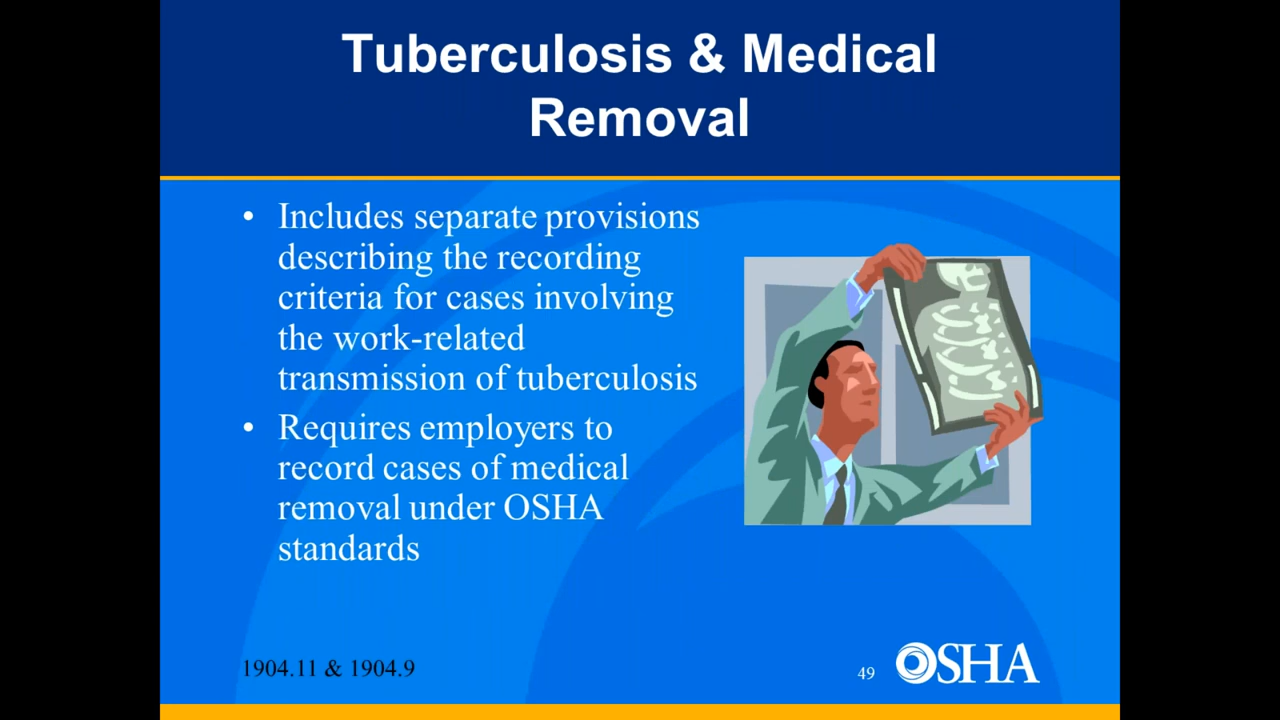 Tuberculosis & Medical
Removal
• Includes separate provisions
describing the recording
criteria for cases involving
the work-related
transmission of tuberculosis
• Requires employers to
record cases of medical
removal under OSHA
standards
1904.11 & 1904.9
49
OSHA